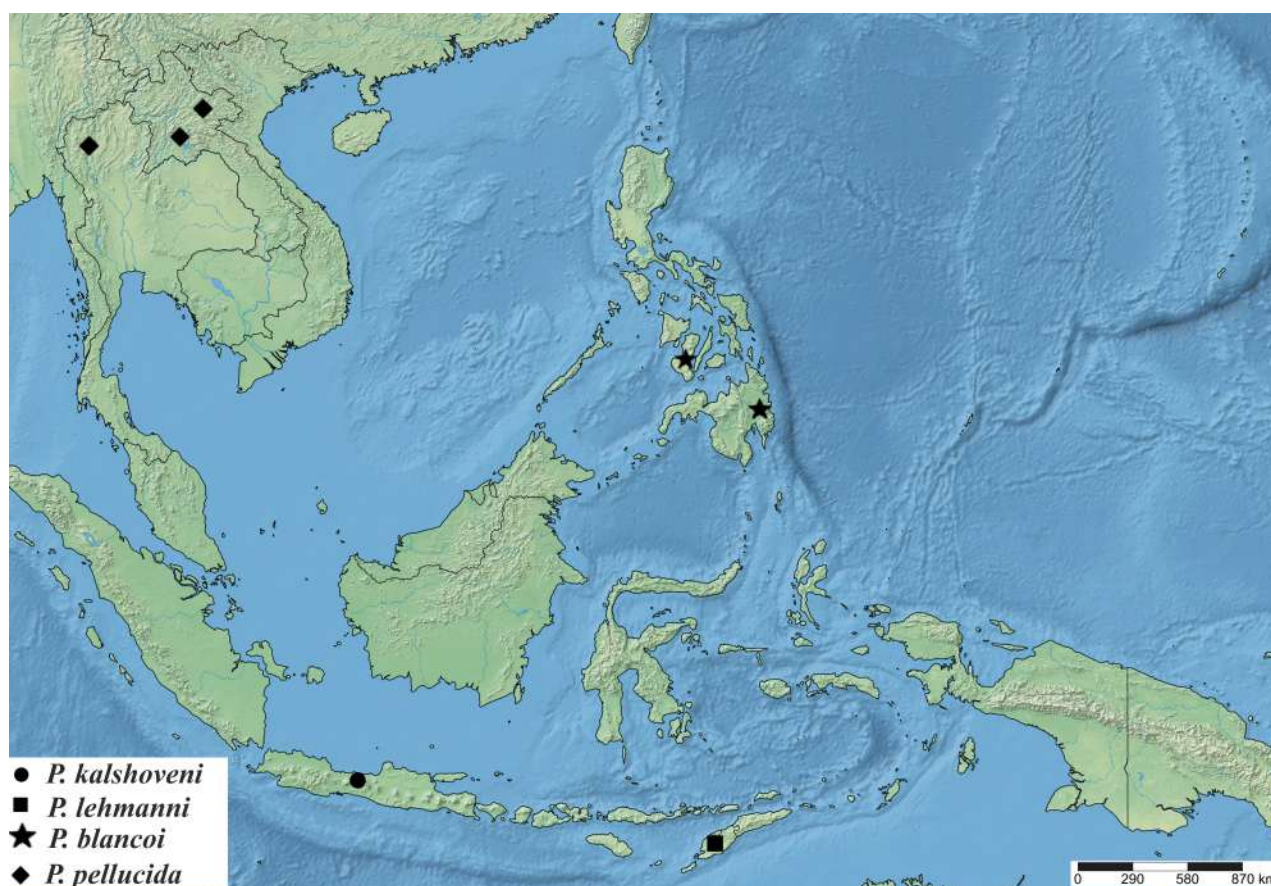 P. kalshoveni
P. lehmanni
P. blancoi
P. pellucida
0 290 580 870 km